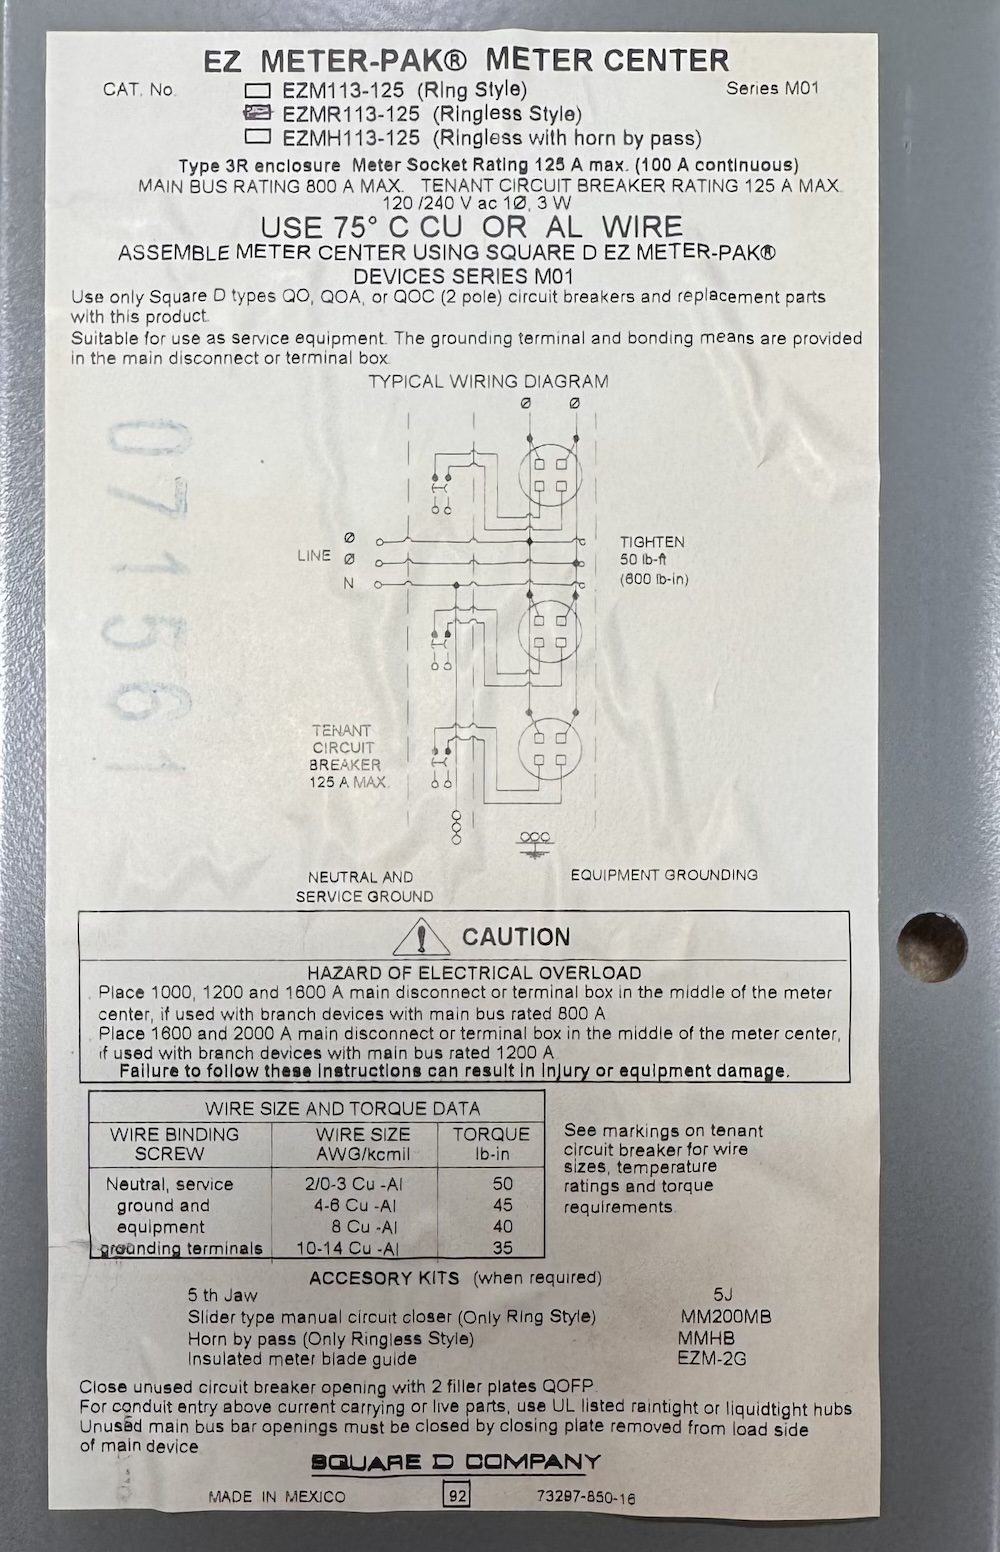 EZ METER-PAK® METER CENTER
CAT. No. EZM113-125 (Ring Style) Series M01
EZMR113-125 (Ringless Style)
EZMH113-125 (Ringless with horn by pass)
Type 3R enclosure Meter Socket Rating 125 A max. (100 A continuous)
MAIN BUS RATING 800 A MAX. TENANT CIRCUIT BREAKER RATING 125 A MAX.
120 /240 V ac 1Ø, 3 W
USE 75° C CU OR AL WIRE
ASSEMBLE METER CENTER USING SQUARE D EZ METER-PAK®
DEVICES SERIES M01
Use only Square D types QO, QOA, or QOC (2 pole) circuit breakers and replacement parts
with this product.
Suitable for use as service equipment. The grounding terminal and bonding means are provided
in the main disconnect or terminal box.
TYPICAL WIRING DIAGRAM
Ø Ø
071561
LINE
Ø
Ø
N
TIGHTEN
50 lb-ft
(600 lb-in)
TENANT
CIRCUIT
BREAKER
125 A MAX.
NEUTRAL AND
SERVICE GROUND
EQUIPMENT GROUNDING
CAUTION
HAZARD OF ELECTRICAL OVERLOAD
Place 1000, 1200 and 1600 A main disconnect or terminal box in the middle of the meter
center, if used with branch devices with main bus rated 800 A
Place 1600 and 2000 A main disconnect or terminal box in the middle of the meter center,
if used with branch devices with main bus rated 1200 A.
Failure to follow these instructions can result in injury or equipment damage.
WIRE SIZE AND TORQUE DATA
WIRE BINDING SCREW WIRE SIZE AWG/kcmil TORQUE lb-in
Neutral, service 2/0-3 Cu -Al 50
ground and 4-6 Cu -Al 45
equipment 8 Cu -Al 40
grounding terminals 10-14 Cu -Al 35
See markings on tenant
circuit breaker for wire
sizes, temperature
ratings and torque
requirements.
ACCESORY KITS (when required)
5 th Jaw 5J
Slider type manual circuit closer (Only Ring Style) MM200MB
Horn by pass (Only Ringless Style) MMHB
Insulated meter blade guide EZM-2G
Close unused circuit breaker opening with 2 filler plates QOFP.
For conduit entry above current carrying or live parts, use UL listed raintight or liquidtight hubs
Unused main bus bar openings must be closed by closing plate removed from load side
of main device
SQUARE D COMPANY
MADE IN MEXICO 92 73297-850-16